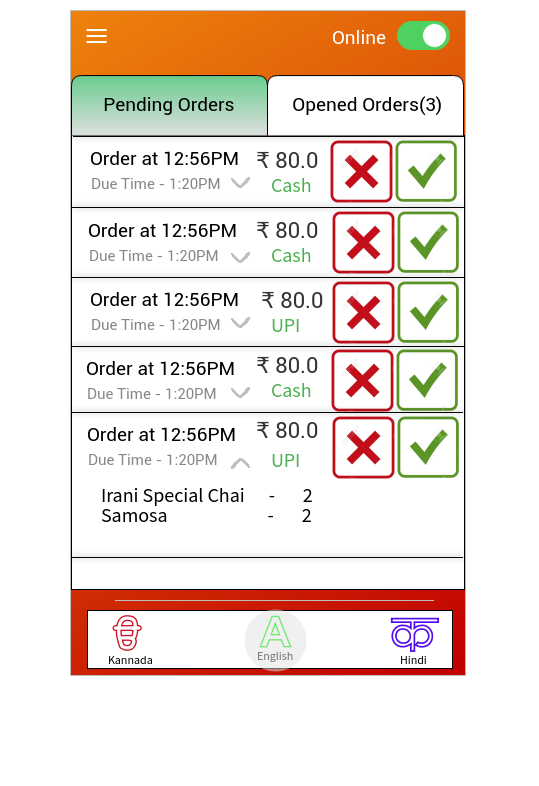 Online
Pending Orders
Opened Orders(3)
Order at 12:56PM ₹ 80.0
Due Time - 1:20PM Cash
Order at 12:56PM ₹ 80.0
Due Time - 1:20PM Cash
Order at 12:56PM ₹ 80.0
Due Time - 1:20PM UPI
Order at 12:56PM ₹ 80.0
Due Time - 1:20PM Cash
Order at 12:56PM ₹ 80.0
Due Time - 1:20PM UPI
Irani Special Chai - 2
Samosa - 2
A
क
Kannada
English
Hindi